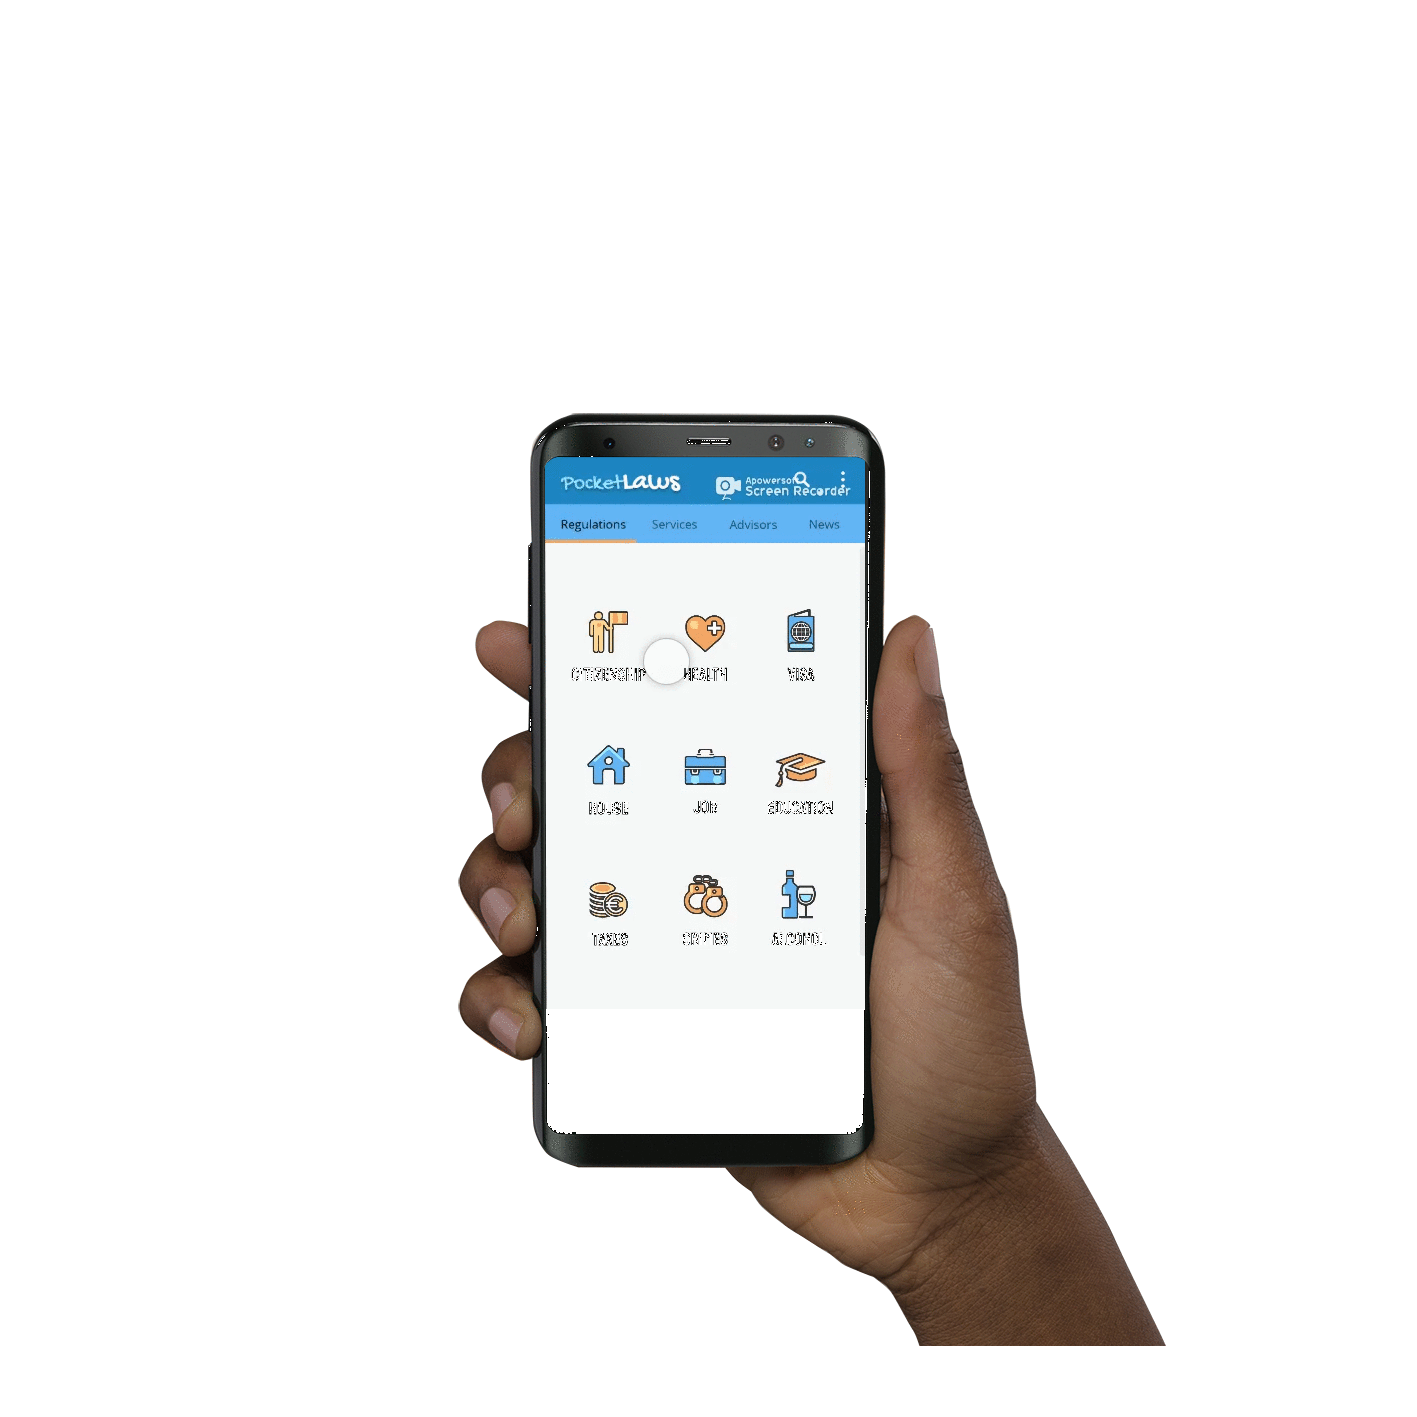 PocketLaws
Apowersoft
Screen Recorder
Regulations Services Advisors News
CITIZENSHIP HEALTH VISA
HOUSE JOB EDUCATION
TAXES CRIMES ALCOHOL